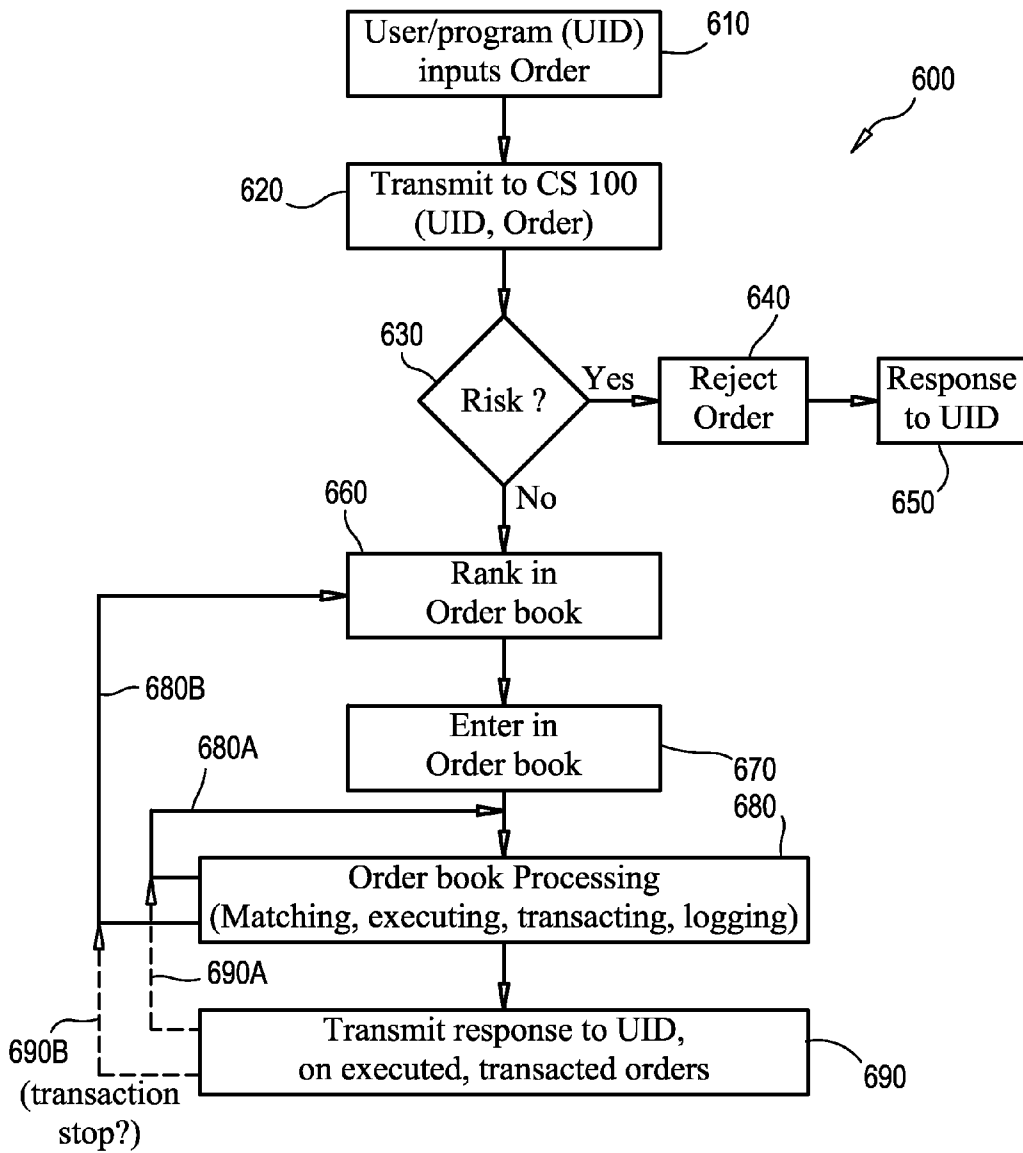 User/program (UID)
inputs Order
610
600
620
Transmit to CS 100
(UID, Order)
630
Risk ?
Yes
640
Reject
Order
Response
to UID
650
No
660
Rank in
Order book
680B
Enter in
Order book
670
680A
680
Order book Processing
(Matching, executing, transacting, logging)
690A
690B
(transaction
stop?)
Transmit response to UID,
on executed, transacted orders
690